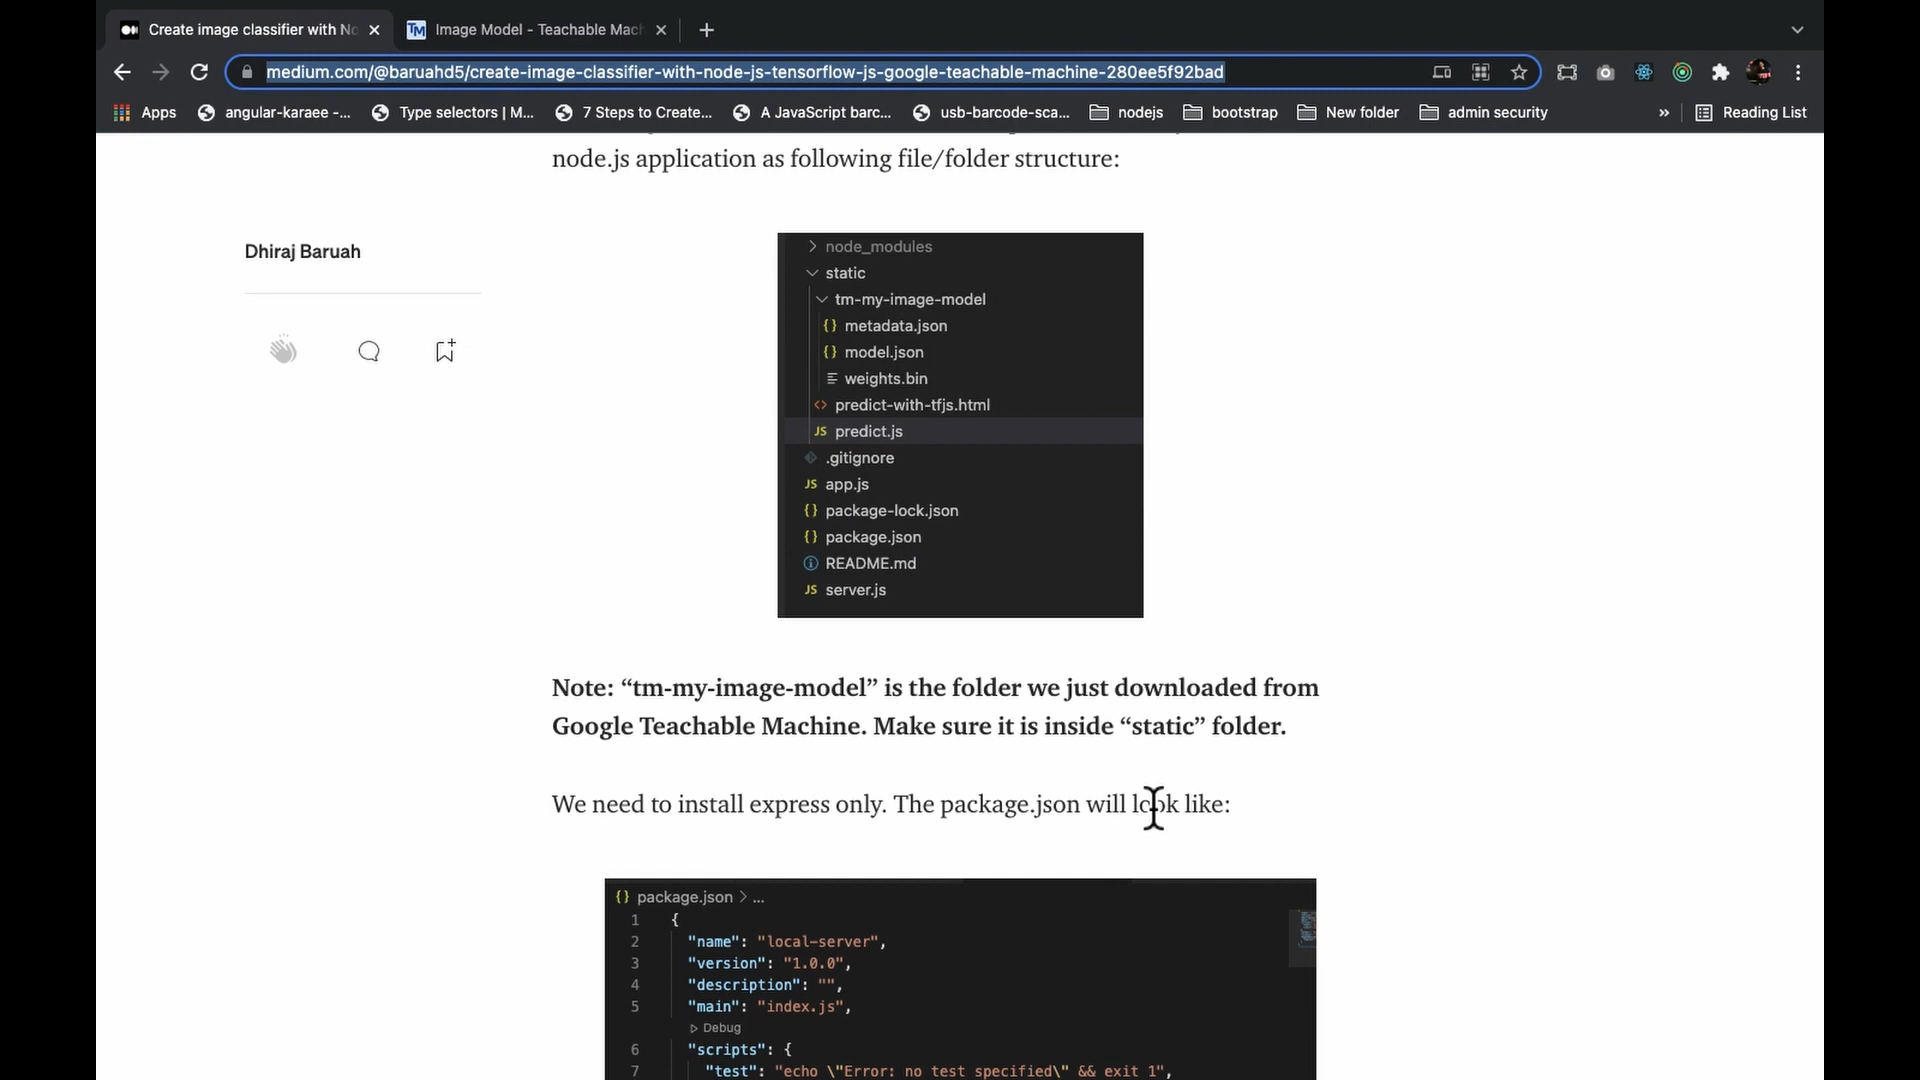 Create image classifier with No
Image Model - Teachable Mach
medium.com/@baruahd5/create-image-classifier-with-node-js-tensorflow-js-google-teachable-machine-280ee5f92bad
Apps angular-karaee -... Type selectors | M... 7 Steps to Create... A JavaScript barc... usb-barcode-sca... nodejs bootstrap New folder admin security » Reading List
node.js application as following file/folder structure:
Dhiraj Baruah
node_modules
static
tm-my-image-model
{} metadata.json
{} model.json
weights.bin
<> predict-with-tfjs.html
JS predict.js
.gitignore
JS app.js
{} package-lock.json
{} package.json
README.md
JS server.js
Note: “tm-my-image-model” is the folder we just downloaded from
Google Teachable Machine. Make sure it is inside “static” folder.
We need to install express only. The package.json will look like:
{} package.json > ...
1 {
2 "name": "local-server",
3 "version": "1.0.0",
4 "description": "",
5 "main": "index.js",
Debug
6 "scripts": {
7 "test": "echo \"Error: no test specified\" && exit 1",